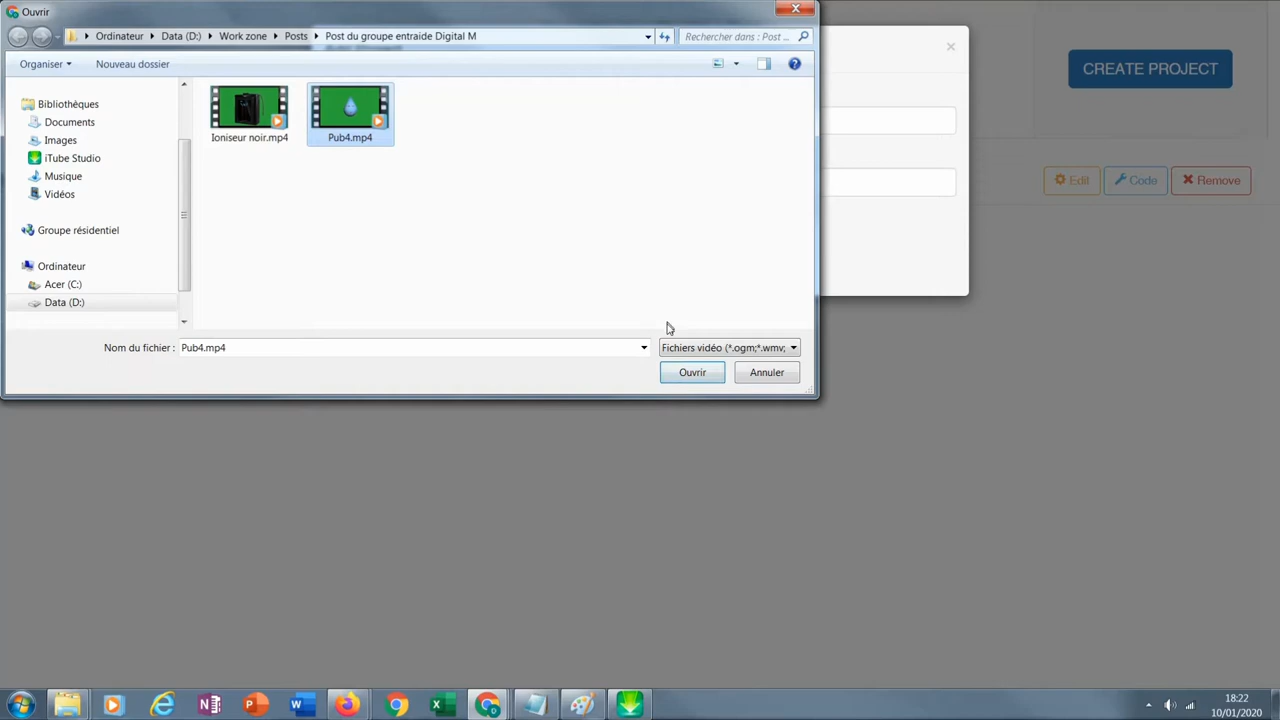 Ouvrir
Ordinateur Data (D:) Work zone Posts Post du groupe entraide Digital M
Rechercher dans : Post ...
Organiser Nouveau dossier
CREATE PROJECT
Bibliothèques
Documents
Images
iTube Studio
Musique
Vidéos
Groupe résidentiel
Ordinateur
Acer (C:)
Data (D:)
Ioniseur noir.mp4
Pub4.mp4
Edit
Code
Remove
Nom du fichier : Pub4.mp4
Fichiers vidéo (*.ogm;*.wmv;
Ouvrir
Annuler
18:22
10/01/2020